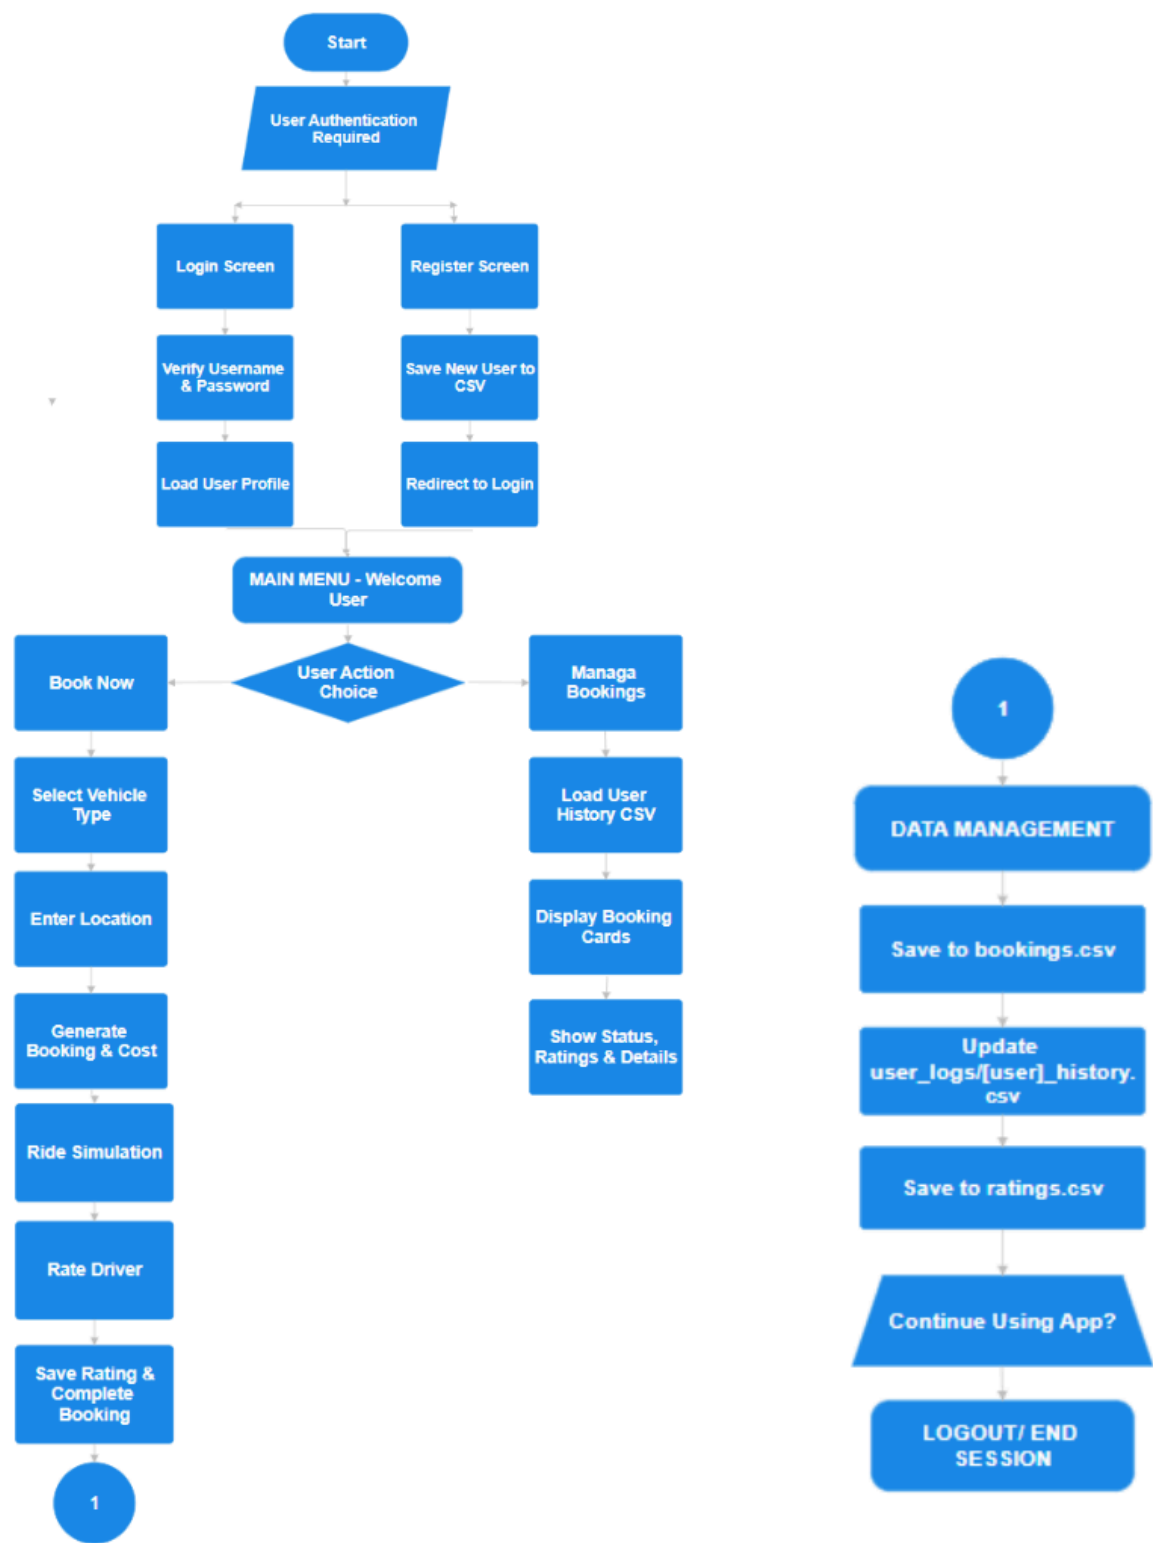 Start
User Authentication
Required
Login Screen
Register Screen
Verify Username
& Password
Save New User to
CSV
Load User Profile
Redirect to Login
MAIN MENU - Welcome
User
User Action
Choice
Book Now
Select Vehicle
Type
Enter Location
Generate
Booking & Cost
Ride Simulation
Rate Driver
Save Rating &
Complete
Booking
1
Managa
Bookings
Load User
History CSV
Display Booking
Cards
Show Status,
Ratings & Details
1
DATA MANAGEMENT
Save to bookings.csv
Update
user_logs/[user]_history.
csv
Save to ratings.csv
Continue Using App?
LOGOUT/ END
SESSION